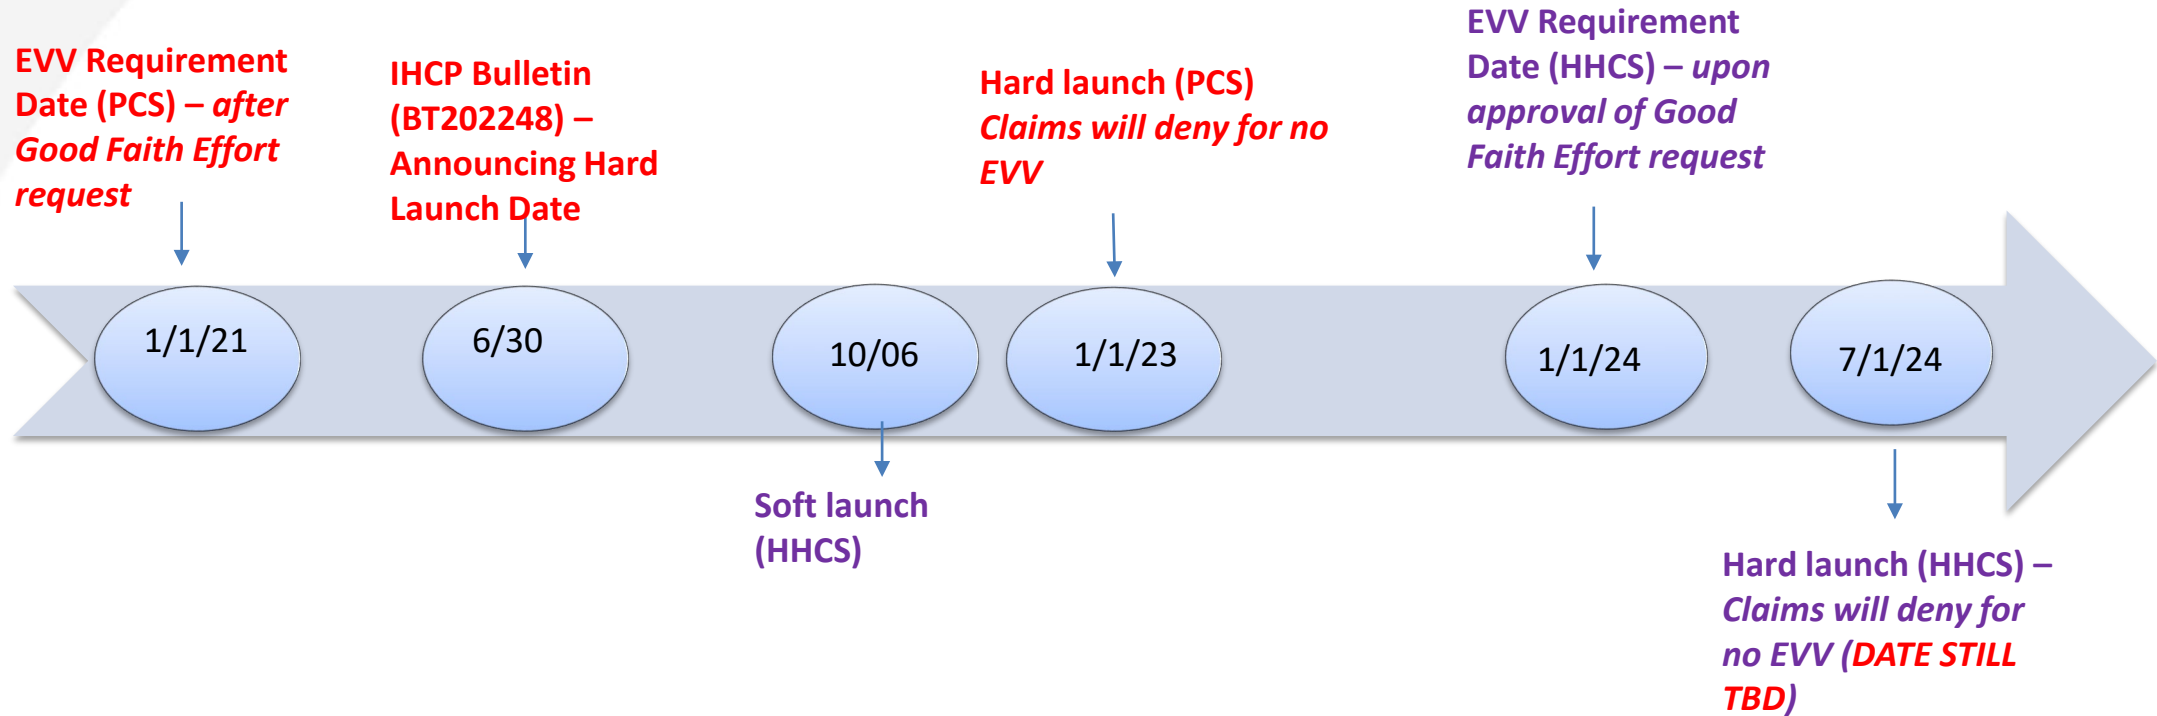 EVV Requirement
Date (PCS) – after
Good Faith Effort
request
IHCP Bulletin
(BT202248) –
Announcing Hard
Launch Date
Hard launch (PCS)
Claims will deny for no
EVV
EVV Requirement
Date (HHCS) – upon
approval of Good
Faith Effort request
1/1/21
6/30
10/06
1/1/23
1/1/24
7/1/24
Soft launch
(HHCS)
Hard launch (HHCS) –
Claims will deny for
no EVV (DATE STILL
TBD)